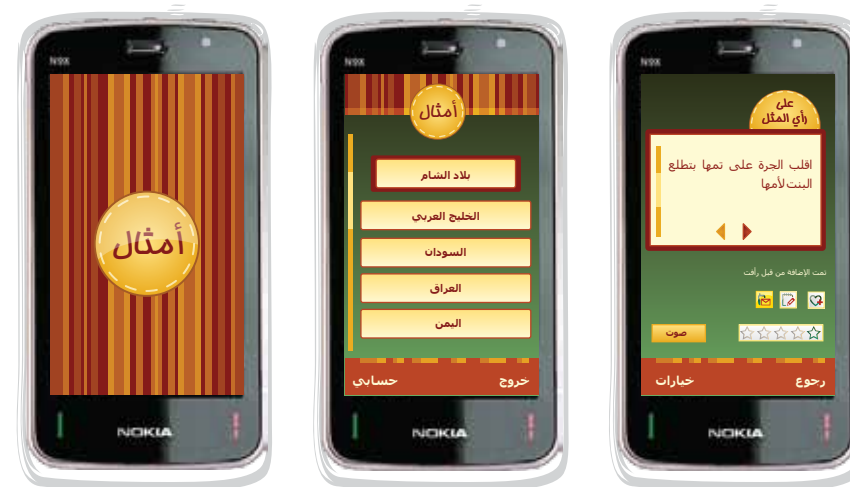 N9X
أمثال
NOKIA
N9X
أمثال
بلاد الشام
الخليج العربي
السودان
العراق
اليمن
خروج
حسابي
NOKIA
N9X
على
رأي المثل
اقلب الجرة على تمها بتطلع
البنت لأمها
تمت الإضافة من قبل رأفت
صوت
رجوع
خيارات
NOKIA